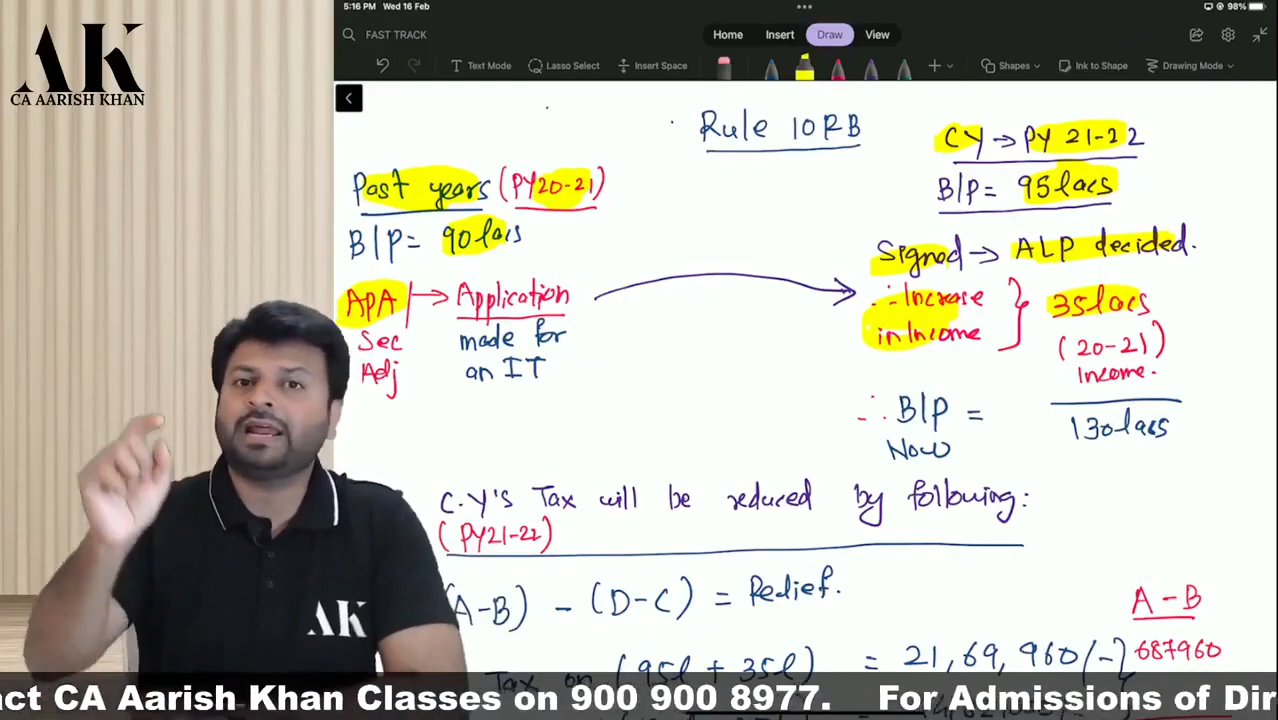 5:16 PM Wed 16 Feb
98%
FAST TRACK
Home Insert Draw View
Text Mode Lasso Select Insert Space Shapes Ink to Shape Drawing Mode
AK
CA AARISH KHAN
Rule 10RB
CY → PY 21-22
B/P = 95 lacs
Past years (PY20-21)
B/P = 90 lacs
Signed → ALP decided.
APA → Application
Sec
Adj
made for
an IT
∴ Increase
in Income
35 lacs
(20-21)
Income.
∴ B/P =
Now
130 lacs
C.Y'S Tax will be reduced by following:
(PY21-22)
(A-B) - (D-C) = Relief.
A - B
Tax on (95l + 35l) = 21,69,960 (-)
687960
AK
act CA Aarish Khan Classes on 900 900 8977. For Admissions of Dir